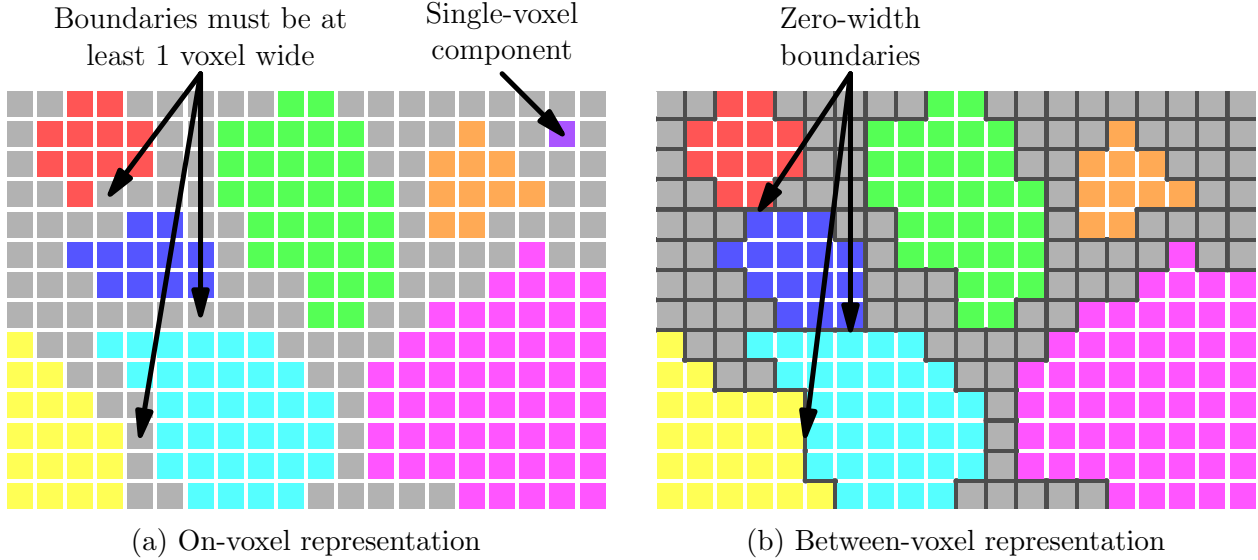 Boundaries must be at
least 1 voxel wide
Single-voxel
component
Zero-width
boundaries
(a) On-voxel representation
(b) Between-voxel representation